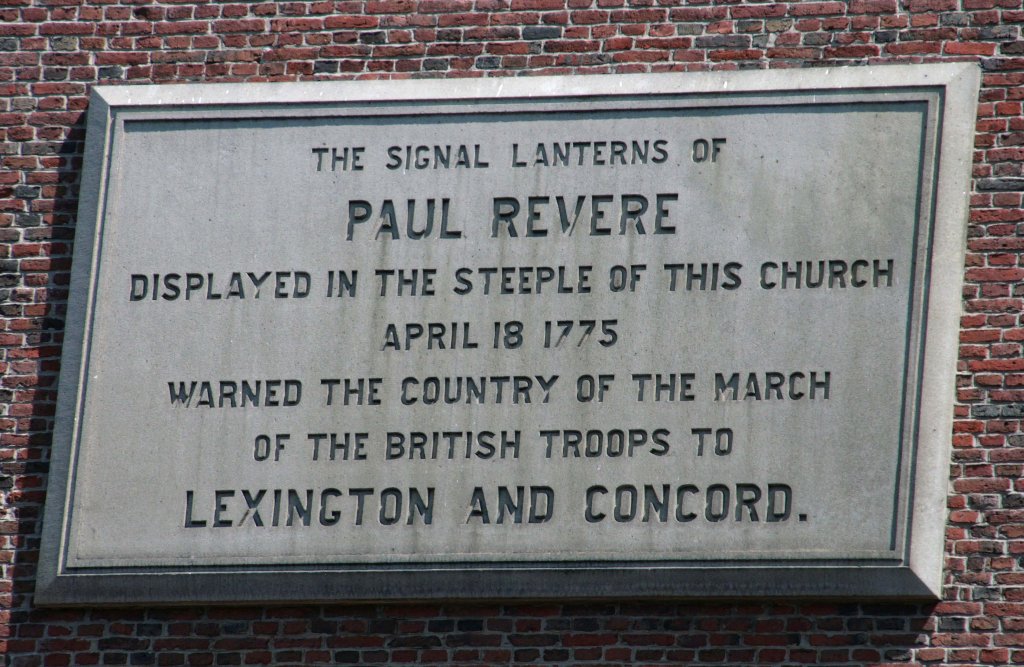 THE SIGNAL LANTERNS OF
PAUL REVERE
DISPLAYED IN THE STEEPLE OF THIS CHURCH
APRIL 18 1775
WARNED THE COUNTRY OF THE MARCH
OF THE BRITISH TROOPS TO
LEXINGTON AND CONCORD.